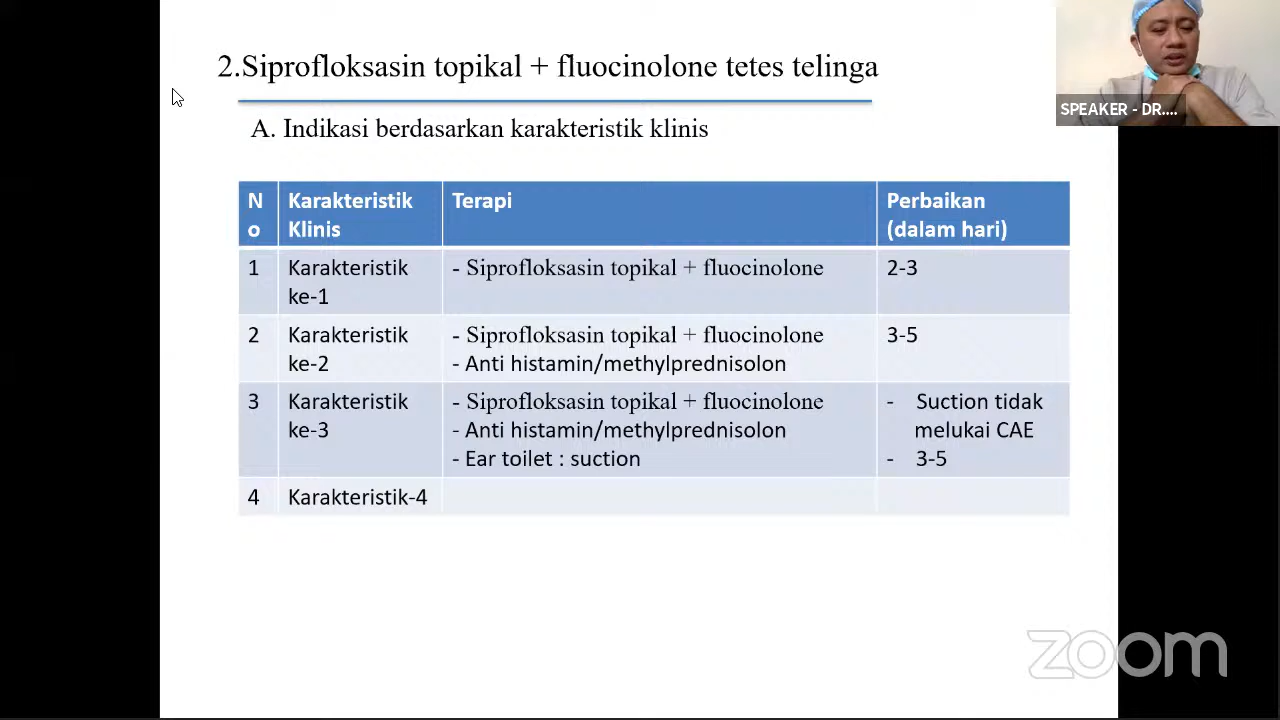 2.Siprofloksasin topikal + fluocinolone tetes telinga
SPEAKER - DR....
A. Indikasi berdasarkan karakteristik klinis
N
o
Karakteristik
Klinis
Terapi
Perbaikan
(dalam hari)
1
Karakteristik
ke-1
- Siprofloksasin topikal + fluocinolone
2-3
2
Karakteristik
ke-2
- Siprofloksasin topikal + fluocinolone
- Anti histamin/methylprednisolon
3-5
3
Karakteristik
ke-3
- Siprofloksasin topikal + fluocinolone
- Anti histamin/methylprednisolon
- Ear toilet : suction
- Suction tidak
melukai CAE
- 3-5
4
Karakteristik-4
zoom